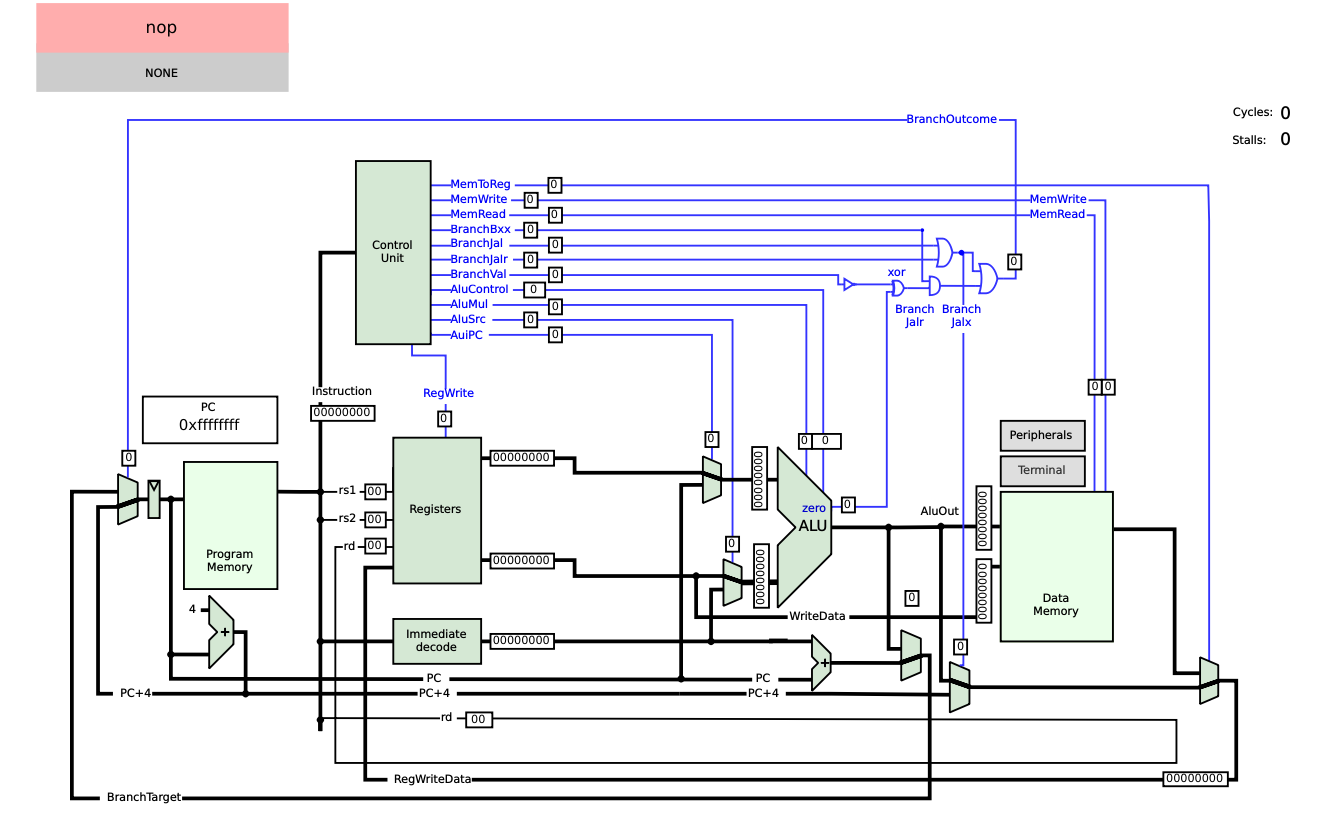 nop
NONE
Cycles: 0
Stalls: 0
BranchOutcome
Control
Unit
MemToReg 0
MemWrite 0 MemWrite
MemRead 0 MemRead
BranchBxx 0
BranchJal 0
BranchJalr 0
BranchVal 0
AluControl 0
AluMul 0
AluSrc 0
AuiPC 0
xor
0
Branch
Jalr
Branch
Jalx
Instruction
00000000
RegWrite
0
PC
0xffffffff
0
0
0 0
0 0
Peripherals
Terminal
Program
Memory
rs1 00
rs2 00
rd 00
Registers
00000000
00000000
00000000
00000000
0
zero
ALU
0
AluOut
00000000
00000000
Data
Memory
0
WriteData
4
+
Immediate
decode
00000000
+
0
PC
PC
PC+4
PC+4
PC+4
rd 00
RegWriteData
00000000
BranchTarget